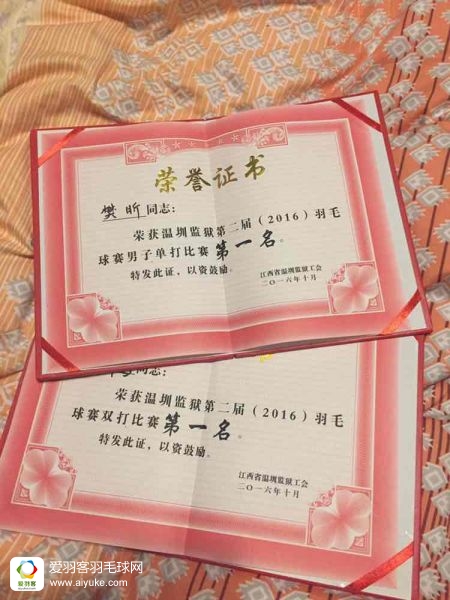 荣誉证书
樊昕同志:
荣获温圳监狱第二届(2016)羽毛
球赛男子单打比赛第一名。
特发此证,以资鼓励。
江西省温圳监狱工会
二〇一六年十月
同志:
荣获温圳监狱第二届(2016)羽毛
球赛双打比赛第一名。
特发此证,以资鼓励。
江西省温圳监狱工会
二〇一六年十月
爱羽客
爱羽客羽毛球网
www.aiyuke.com